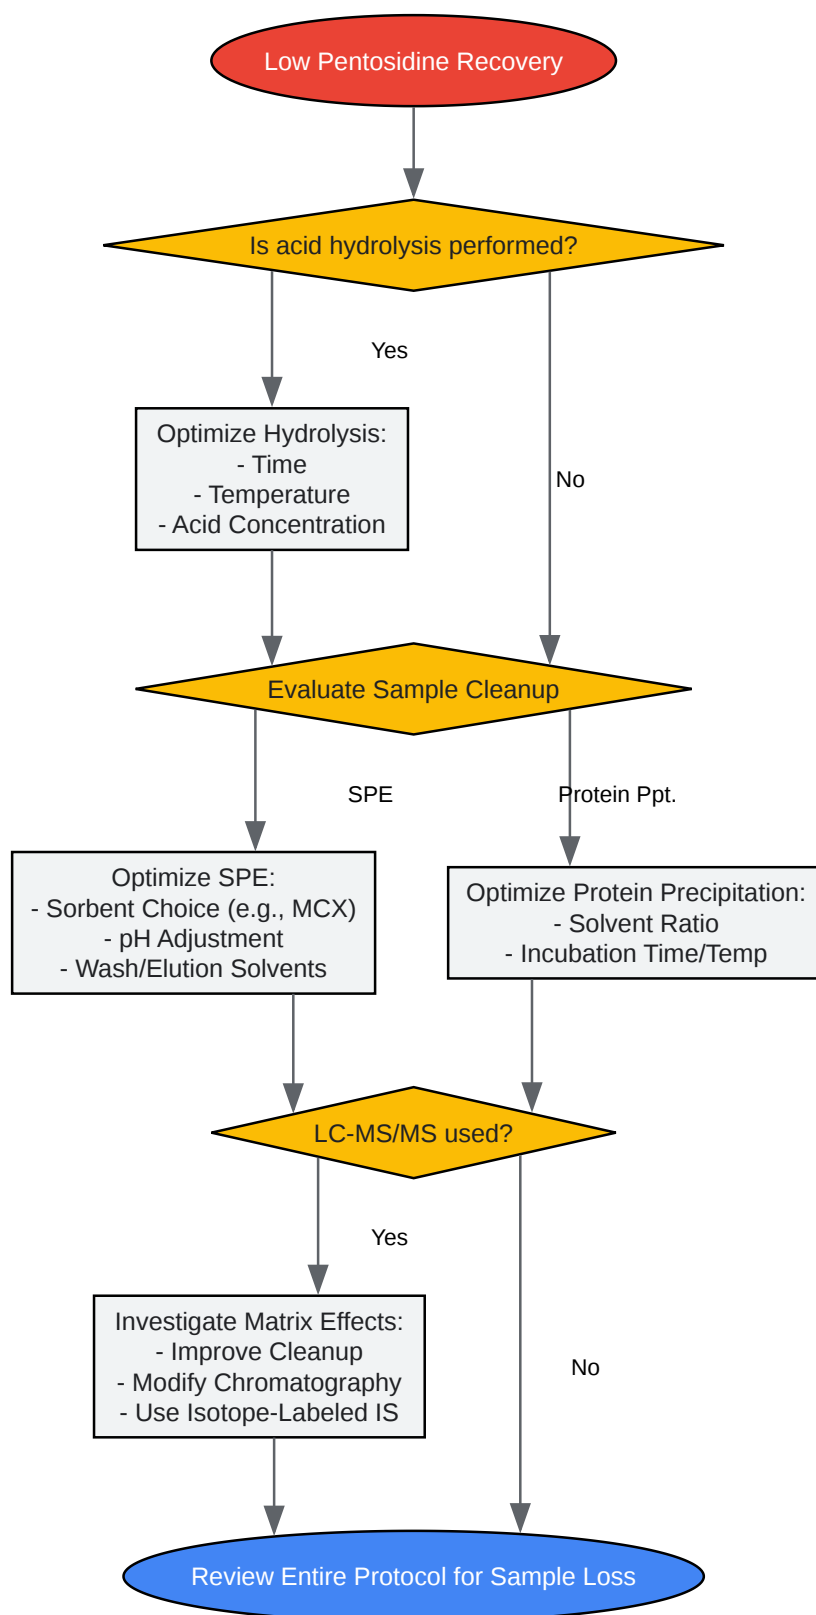 Low Pentosidine Recovery
Is acid hydrolysis performed?
Yes
Optimize Hydrolysis:
- Time
- Temperature
- Acid Concentration
No
Evaluate Sample Cleanup
SPE
Protein Ppt.
Optimize SPE:
- Sorbent Choice (e.g., MCX)
- pH Adjustment
- Wash/Elution Solvents
Optimize Protein Precipitation:
- Solvent Ratio
- Incubation Time/Temp
LC-MS/MS used?
Yes
Investigate Matrix Effects:
- Improve Cleanup
- Modify Chromatography
- Use Isotope-Labeled IS
No
Review Entire Protocol for Sample Loss